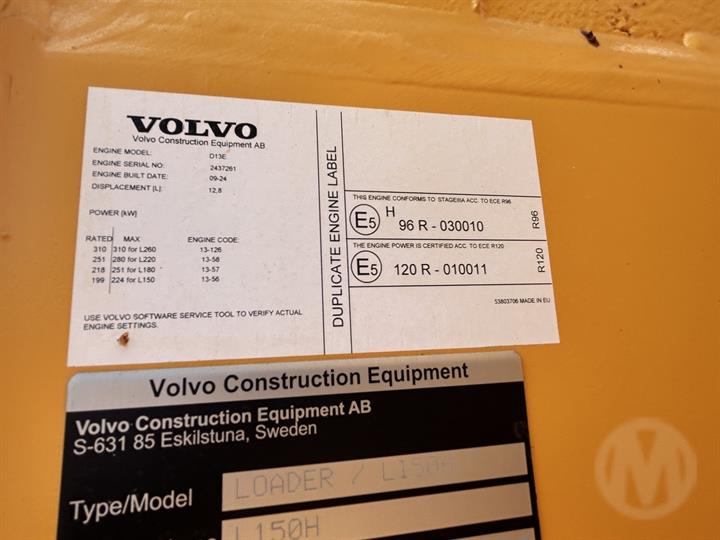 VOLVO
Volvo Construction Equipment AB
ENGINE MODEL: D13E
ENGINE SERIAL NO: 2437261
ENGINE BUILT DATE: 09-24
DISPLACEMENT [L]: 12,8
POWER [kW]
RATED MAX ENGINE CODE:
310 310 for L260 13-126
251 280 for L220 13-58
218 251 for L180 13-57
199 224 for L150 13-56
USE VOLVO SOFTWARE SERVICE TOOL TO VERIFY ACTUAL
ENGINE SETTINGS.
DUPLICATE ENGINE LABEL
THIS ENGINE CONFORMS TO STAGEIIIA ACC. TO ECE R96
E5 H 96 R - 030010
R96
THE ENGINE POWER IS CERTIFIED ACC. TO ECE R120
E5 120 R - 010011
R120
53803706 MADE IN EU
Volvo Construction Equipment
Volvo Construction Equipment AB
S-631 85 Eskilstuna, Sweden
Type/Model LOADER / L150H
L150H
M